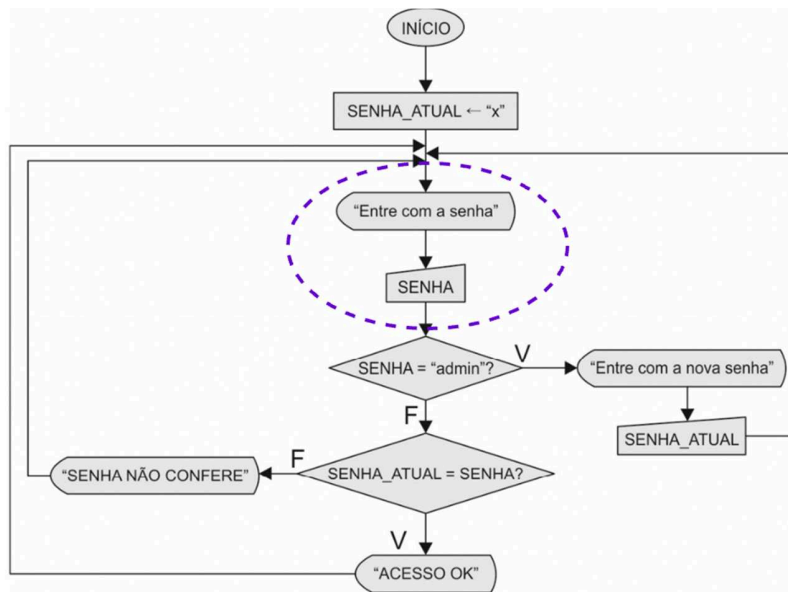 INÍCIO
SENHA_ATUAL ← “x”
“Entre com a senha”
SENHA
SENHA = “admin”?
V
“Entre com a nova senha”
SENHA_ATUAL
F
SENHA_ATUAL = SENHA?
F
“SENHA NÃO CONFERE”
V
“ACESSO OK”